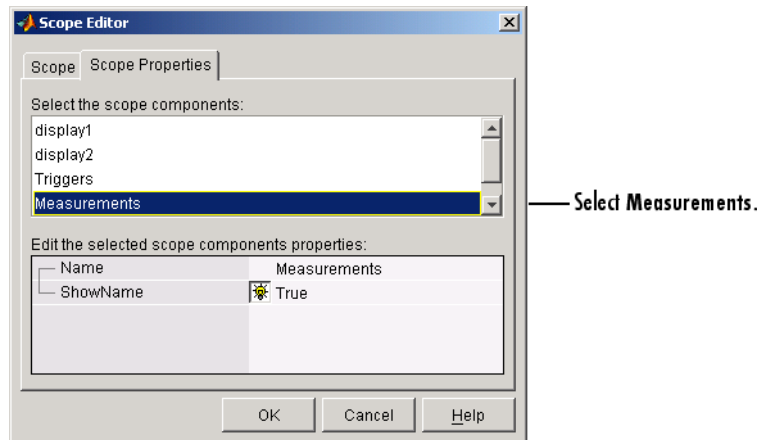 Scope Editor
Scope Scope Properties
Select the scope components:
display1
display2
Triggers
Measurements
Select Measurements.
Edit the selected scope components properties:
Name Measurements
ShowName True
OK Cancel Help